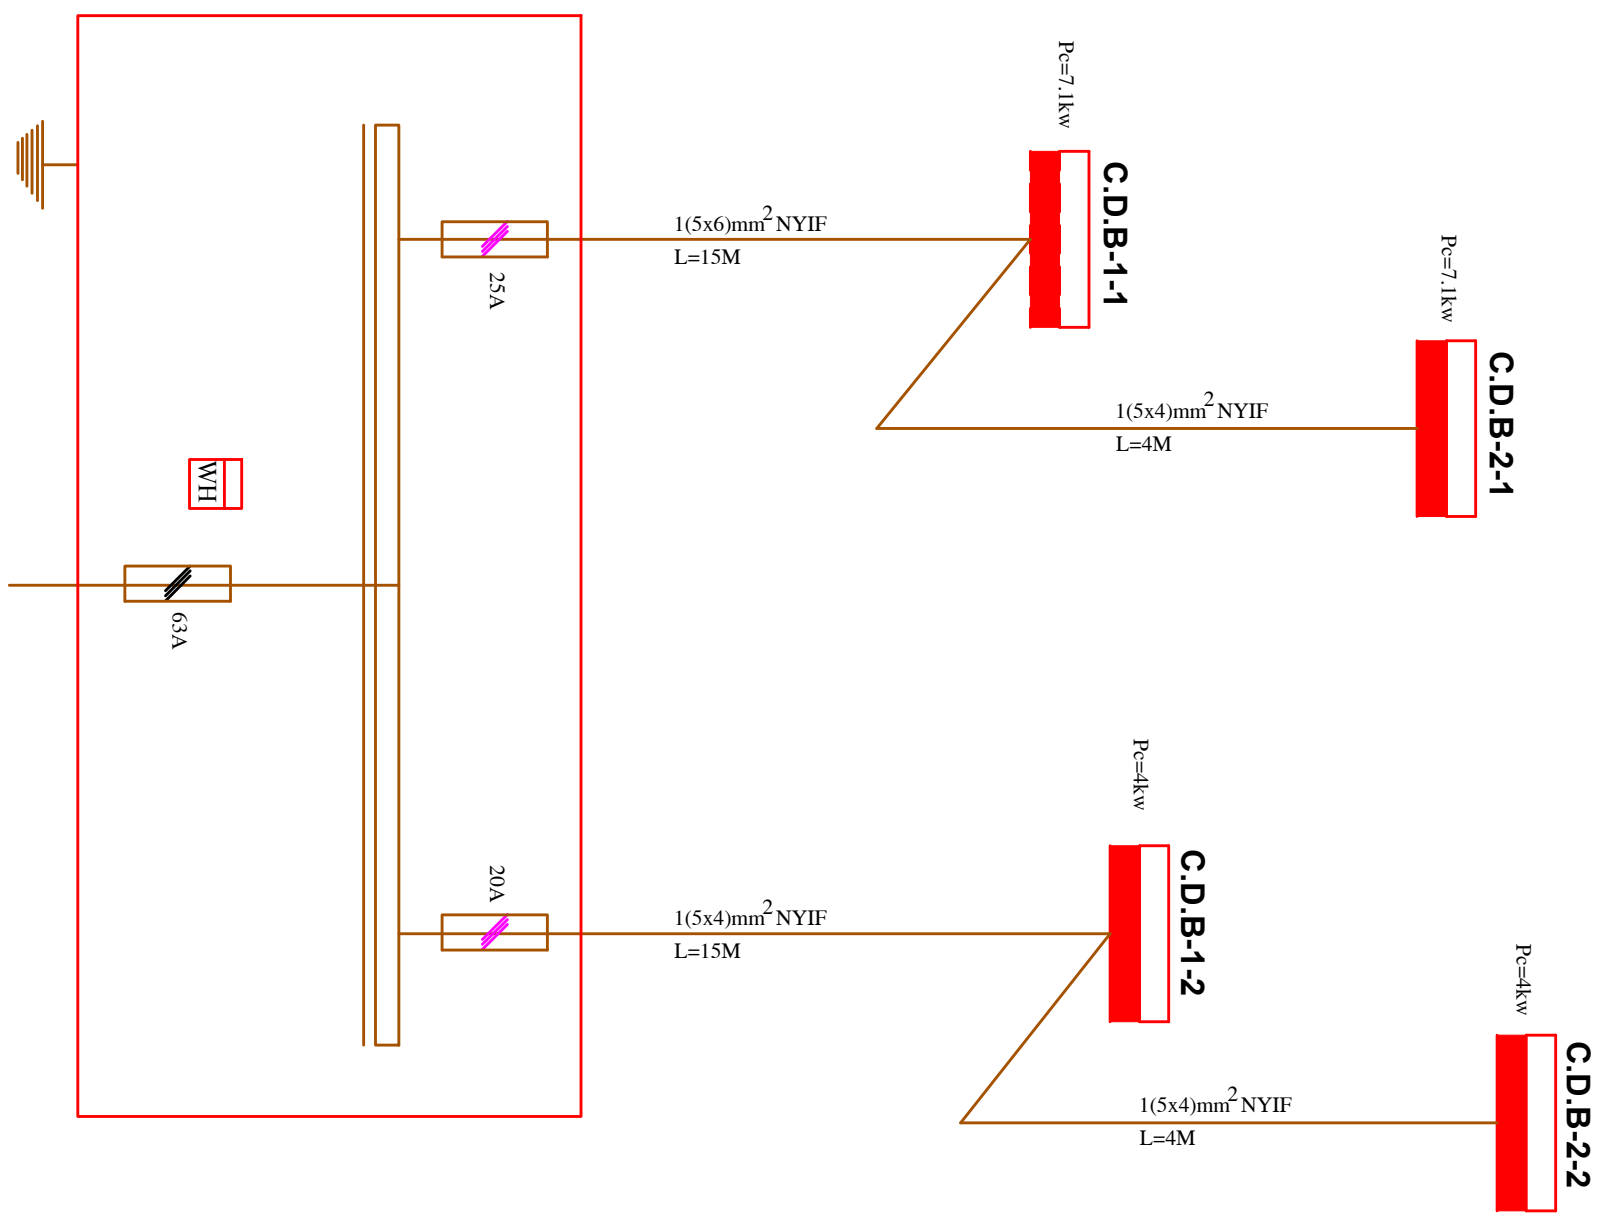 Pc=7.1kw
C.D.B-1-1
1(5x6)mm2 NYIF
L=15M
25A
Pc=7.1kw
C.D.B-2-1
1(5x4)mm2 NYIF
L=4M
WH
63A
Pc=4kw
C.D.B-1-2
20A
1(5x4)mm2 NYIF
L=15M
Pc=4kw
C.D.B-2-2
1(5x4)mm2 NYIF
L=4M